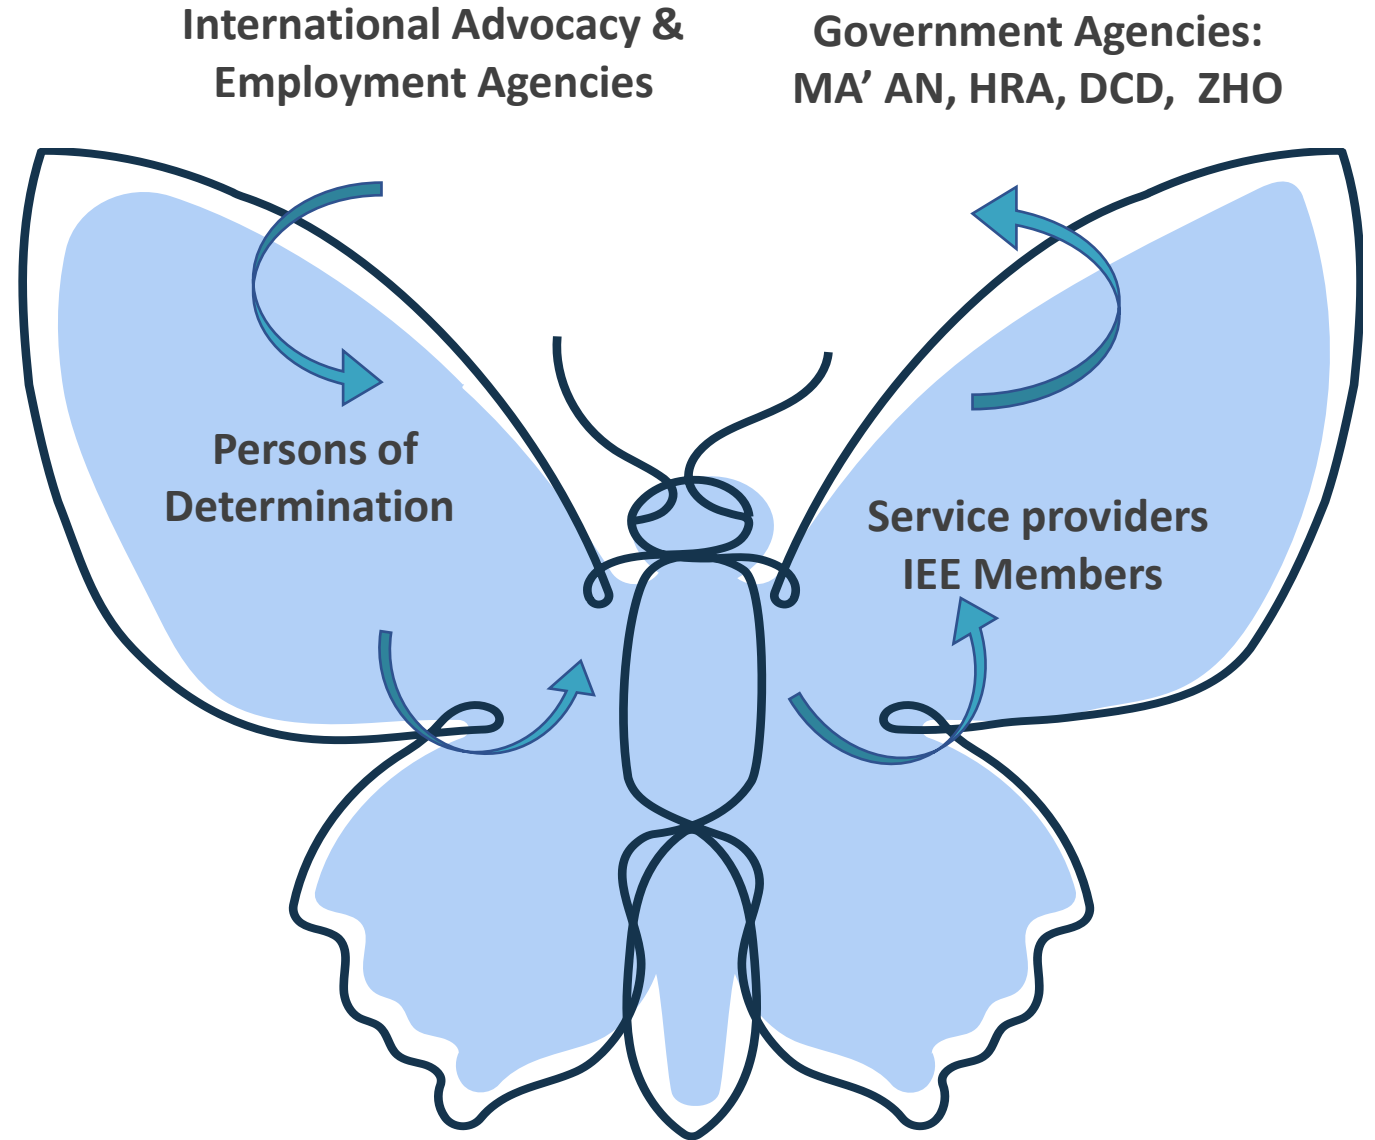 International Advocacy &
Employment Agencies
Government Agencies:
MA’ AN, HRA, DCD, ZHO
Persons of
Determination
Service providers
IEE Members